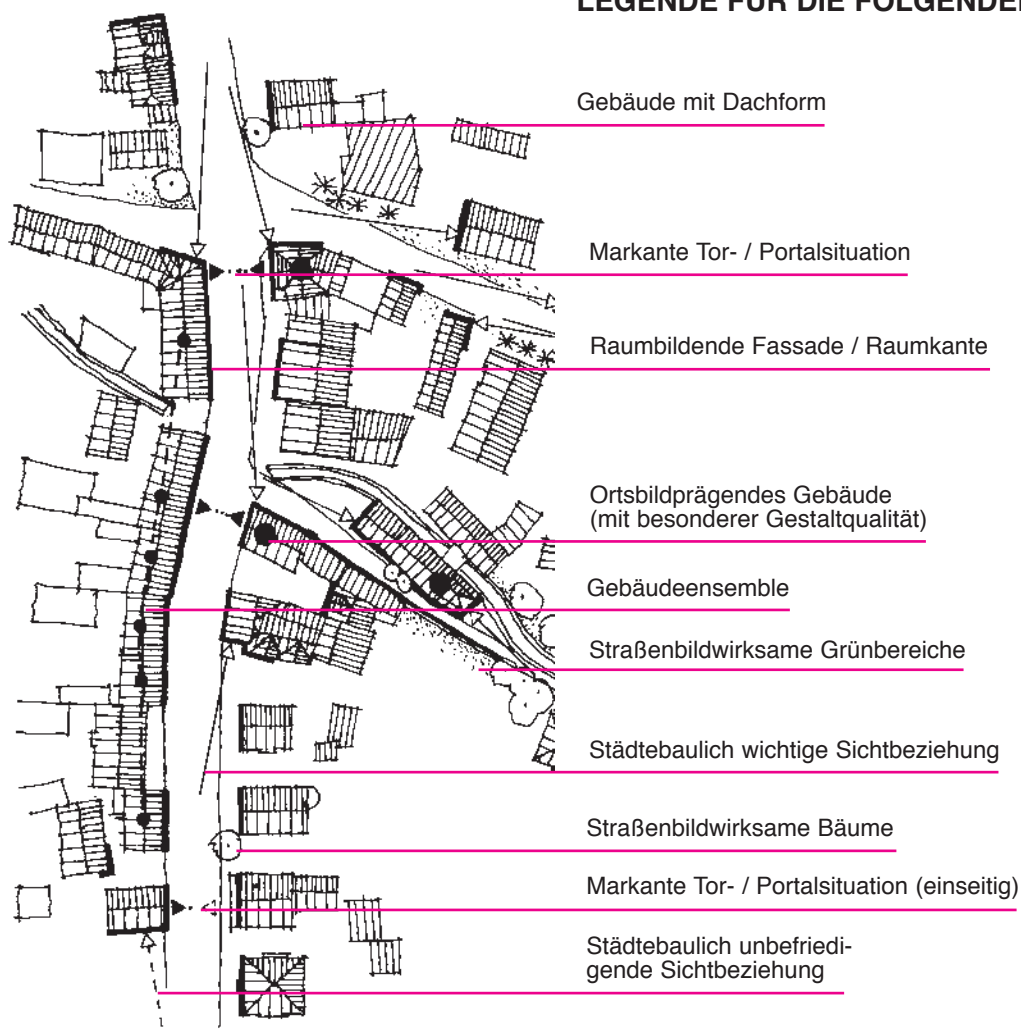 LEGENDE FÜR DIE FOLGENDEN
Gebäude mit Dachform
Markante Tor- / Portalsituation
Raumbildende Fassade / Raumkante
Ortsbildprägendes Gebäude
(mit besonderer Gestaltqualität)
Gebäudeensemble
Straßenbildwirksame Grünbereiche
Städtebaulich wichtige Sichtbeziehung
Straßenbildwirksame Bäume
Markante Tor- / Portalsituation (einseitig)
Städtebaulich unbefriedi-
gende Sichtbeziehung